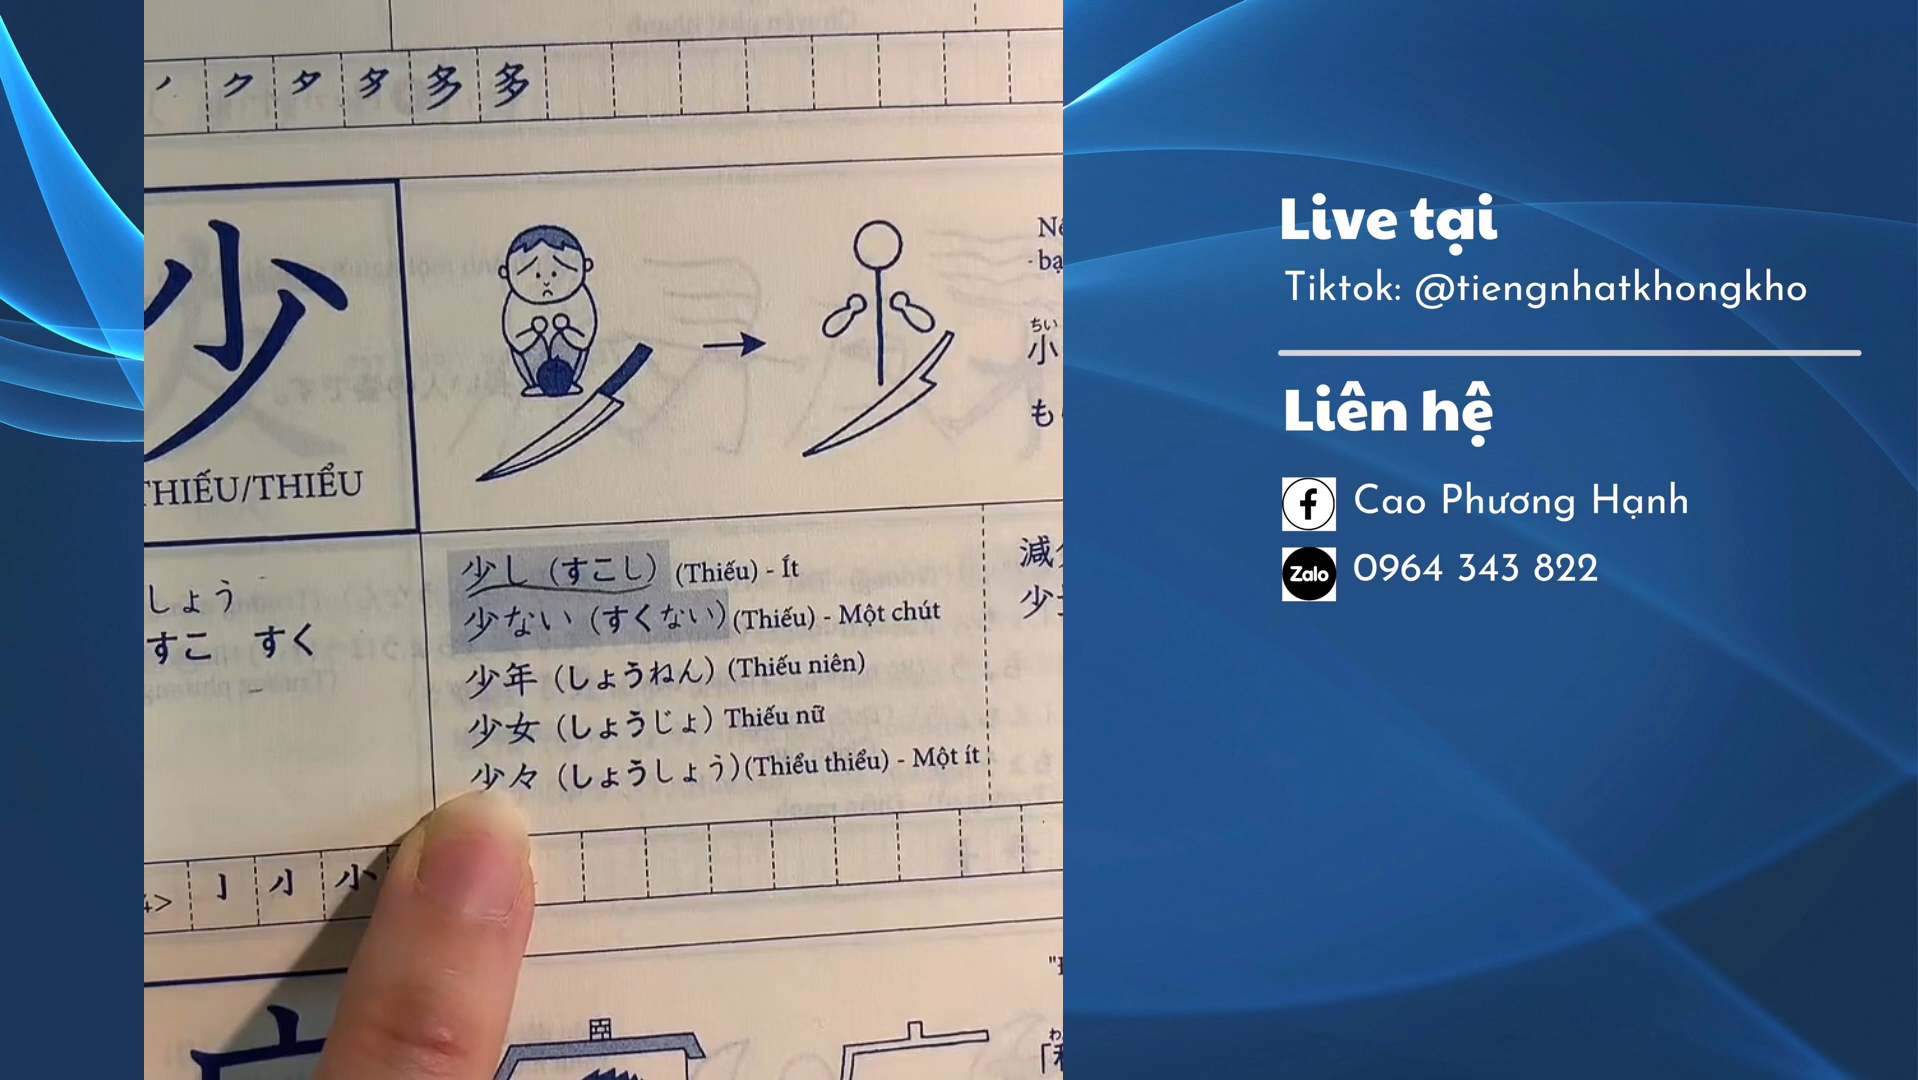 ノ ク タ 多 多 多
少
THIẾU/THIỂU
ちい
小
も
しょう
すこ すく
少し (すこし) (Thiếu) - Ít
少ない (すくない) (Thiếu) - Một chút
少年 (しょうねん) (Thiếu niên)
少女 (しょうじょ) Thiếu nữ
少々 (しょうしょう) (Thiểu thiểu) - Một ít
減
少
亅 小 小
Live tại
Tiktok: @tiengnhatkhongkho
Liên hệ
f Cao Phương Hạnh
Zalo 0964 343 822